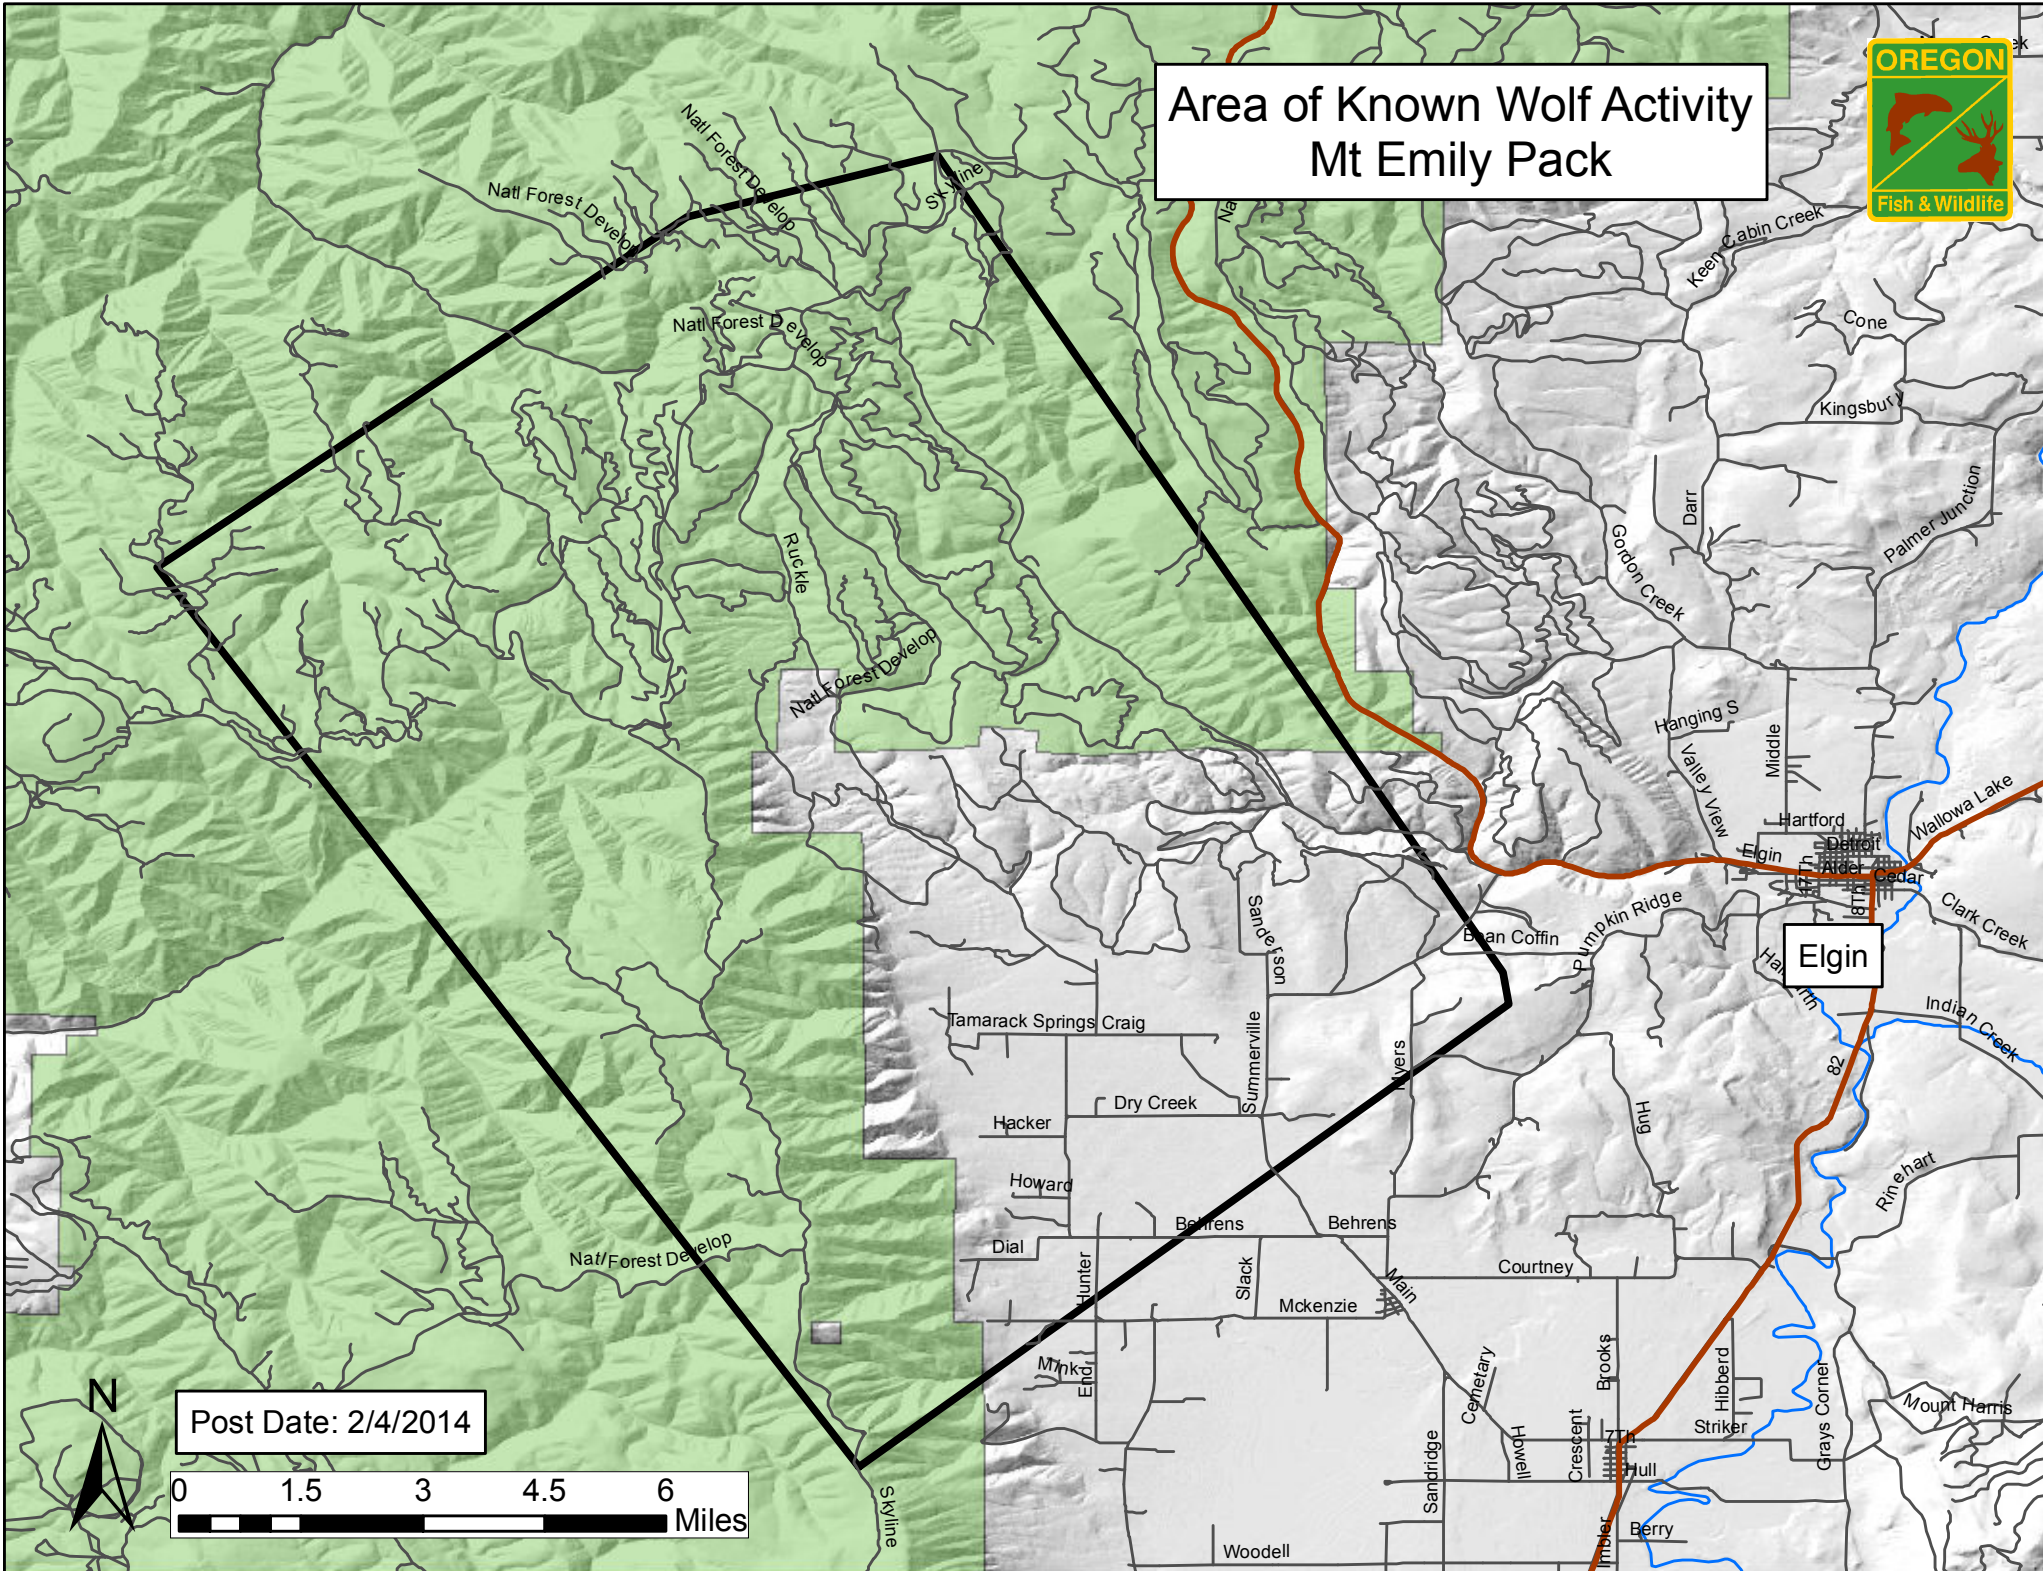 Area of Known Wolf Activity
Mt Emily Pack
OREGON
Fish & Wildlife
Natl Forest Develop
Natl Forest Develop
Skyline
Keen Cabin Creek
Cone
Natl Forest Develop
Kingsbury
Darr
Palmer Junction
Gordon Creek
Ruckle
Natl Forest Develop
Hanging S
Middle
Valley View
Wallowa Lake
Hartford
Detroit
Elgin
Alder
Cedar
17Th
8Th
Sanderson
Pumpkin Ridge
Bean Coffin
Clark Creek
Elgin
Indian Creek
Tamarack Springs Craig
Summerville
Myers
82
Dry Creek
Hacker
Hug
Howard
Rinehart
Behrens
Behrens
Dial
Natl Forest Develop
Hunter
Slack
Courtney
Main
Mckenzie
Mink
End
Cemetary
Brooks
Hibberd
Grays Corner
Mount Harris
Striker
Crescent
Howell
7Th
Hull
Sandridge
Skyline
Imbler
Berry
Woodell
N
Post Date: 2/4/2014
0 1.5 3 4.5 6
Miles